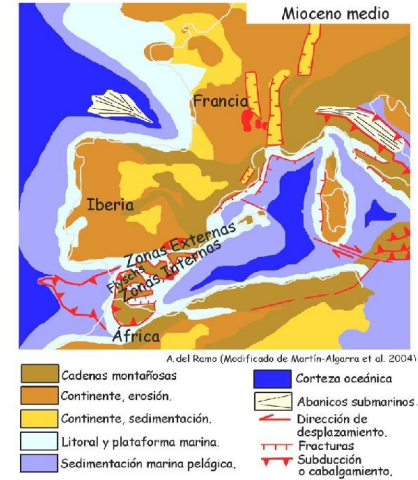 Mioceno medio
Francia
Iberia
Zonas Externas
Flyschs
Zonas Internas
África
A.del Ramo (Modificado de Martín-Algarra et al. 2004)
Cadenas montañosas
Continente, erosión.
Continente, sedimentación.
Litoral y plataforma marina.
Sedimentación marina pelágica.
Corteza oceánica
Abanicos submarinos.
Dirección de
desplazamiento.
Fracturas
Subducción
o cabalgamiento.